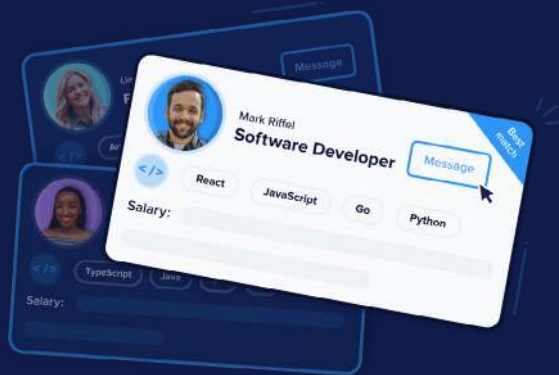 Message
Mark Riffel
Software Developer
Message
Best
match
</>
React
JavaScript
Go
Python
Salary:
</>
TypeScript
Java
Salary: